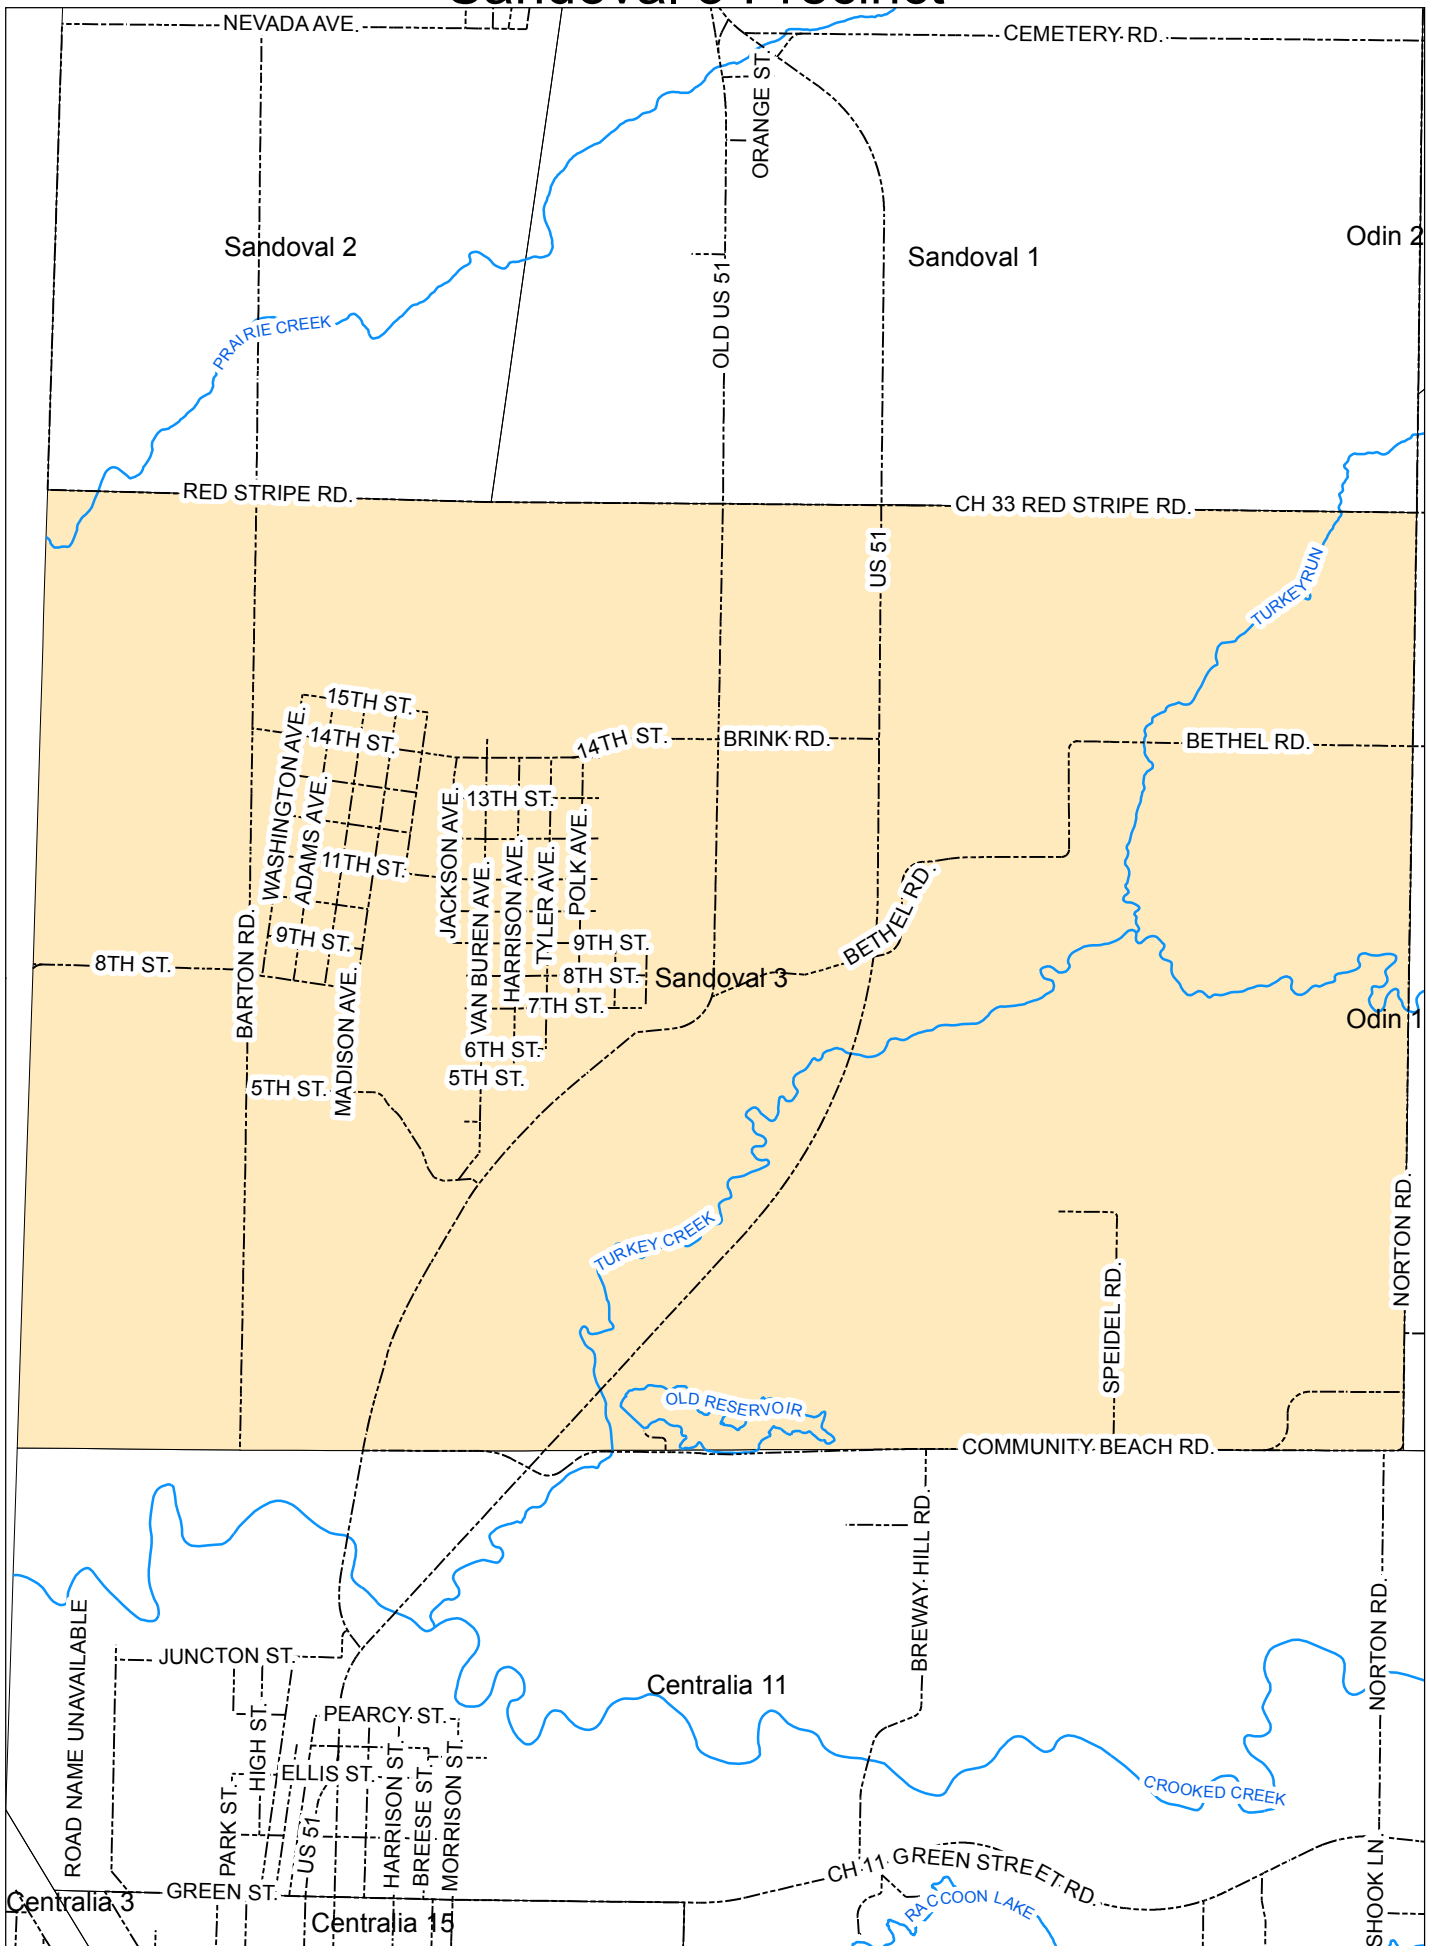 Sandoval 3 Precinct
NEVADA AVE.
CEMETERY RD.
ORANGE ST.
Sandoval 2
Sandoval 1
Odin 2
OLD US 51
PRAIRIE CREEK
RED STRIPE RD.
CH 33 RED STRIPE RD.
US 51
TURKEY RUN
15TH ST.
14TH ST.
14TH ST.
BRINK RD.
BETHEL RD.
WASHINGTON AVE.
ADAMS AVE.
13TH ST.
JACKSON AVE.
POLK AVE.
11TH ST.
HARRISON AVE.
TYLER AVE.
VAN BUREN AVE.
BETHEL RD.
BARTON RD.
9TH ST.
9TH ST.
8TH ST.
8TH ST.
Sandoval 3
7TH ST.
MADISON AVE.
Odin 1
6TH ST.
5TH ST.
5TH ST.
NORTON RD.
TURKEY CREEK
SPEIDEL RD.
OLD RESERVOIR
COMMUNITY BEACH RD.
BREWAY HILL RD.
ROAD NAME UNAVAILABLE
NORTON RD.
JUNCTON ST.
Centralia 11
PEARCY ST.
HIGH ST.
ELLIS ST.
HARRISON ST.
BREESE ST.
MORRISON ST.
CROOKED CREEK
PARK ST.
US 51
CH 11 GREEN STREET RD.
GREEN ST.
Centralia 3
RACCOON LAKE
SHOOK LN.
Centralia 15